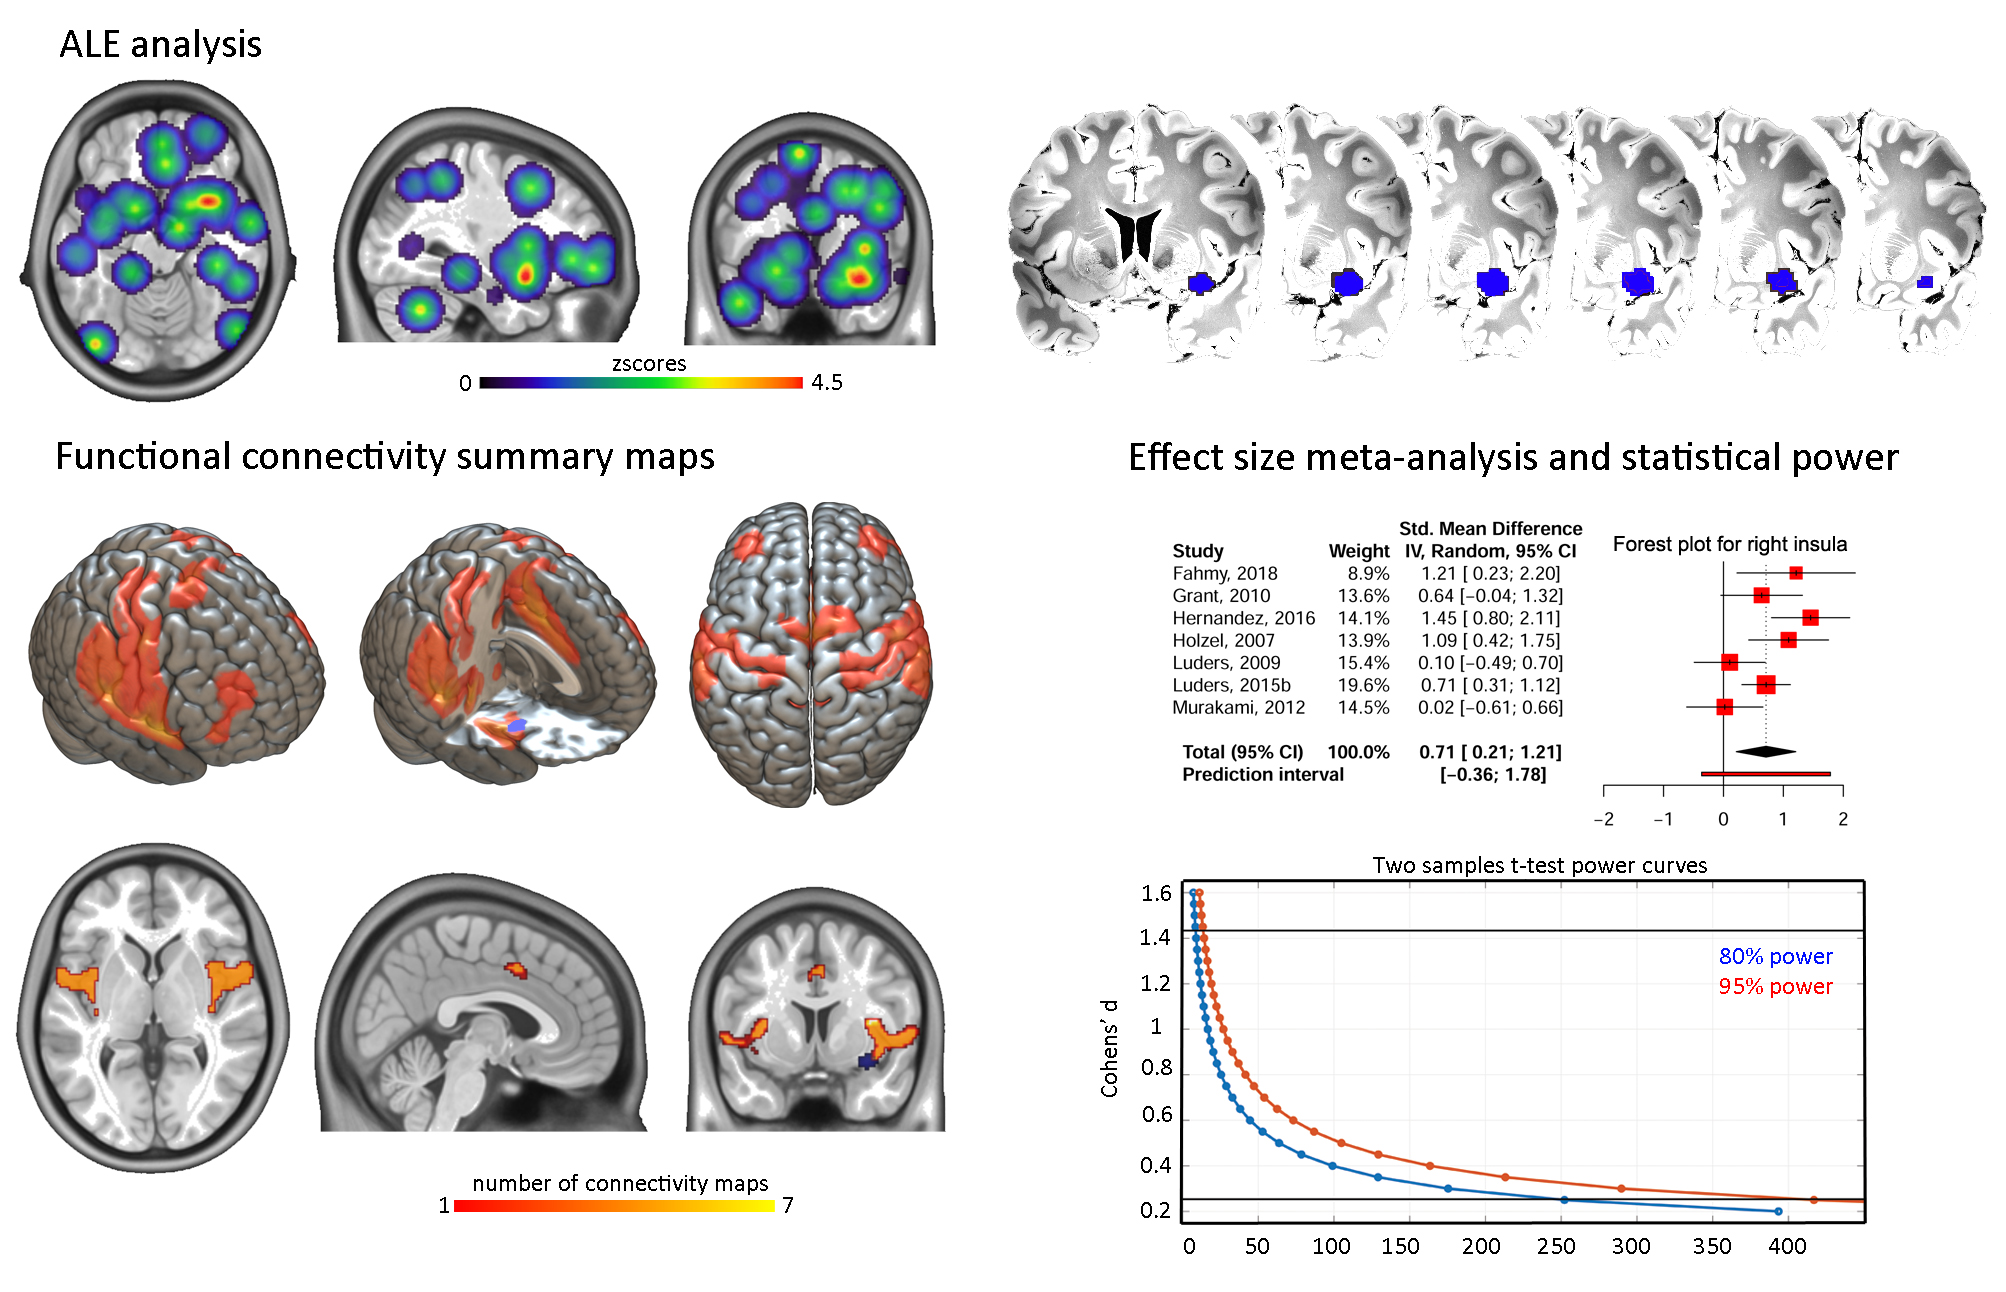 ALE analysis
zscores
0 4.5
Functional connectivity summary maps
number of connectivity maps
1 7
Effect size meta-analysis and statistical power
Std. Mean Difference
Study Weight IV, Random, 95% CI Forest plot for right insula
Fahmy, 2018 8.9% 1.21 [ 0.23; 2.20]
Grant, 2010 13.6% 0.64 [−0.04; 1.32]
Hernandez, 2016 14.1% 1.45 [ 0.80; 2.11]
Holzel, 2007 13.9% 1.09 [ 0.42; 1.75]
Luders, 2009 15.4% 0.10 [−0.49; 0.70]
Luders, 2015b 19.6% 0.71 [ 0.31; 1.12]
Murakami, 2012 14.5% 0.02 [−0.61; 0.66]
Total (95% CI) 100.0% 0.71 [ 0.21; 1.21]
Prediction interval [−0.36; 1.78]
−2 −1 0 1 2
Two samples t-test power curves
Cohens’ d
1.6
1.4
1.2
1
0.8
0.6
0.4
0.2
80% power
95% power
0 50 100 150 200 250 300 350 400